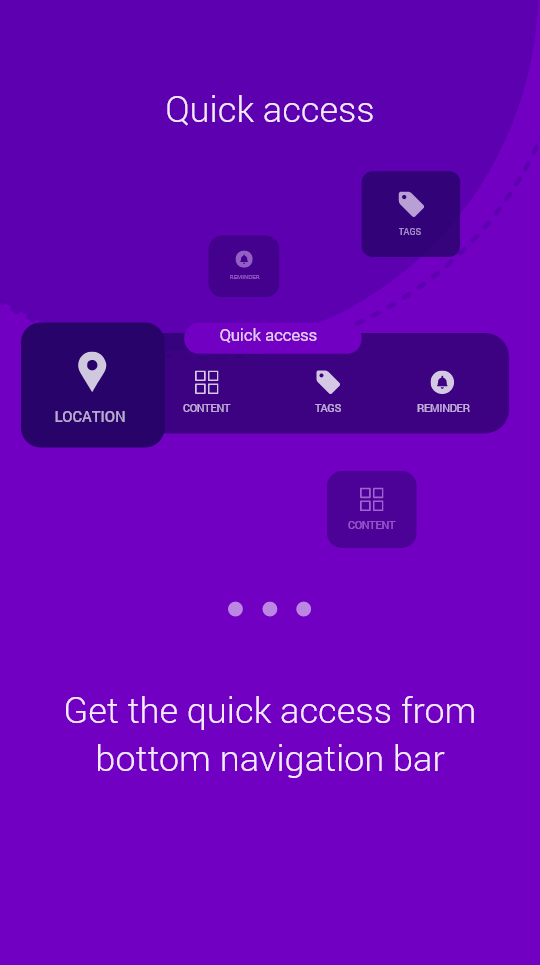 Quick access
TAGS
REMINDER
Quick access
LOCATION
CONTENT
TAGS
REMINDER
CONTENT
Get the quick access from
bottom navigation bar